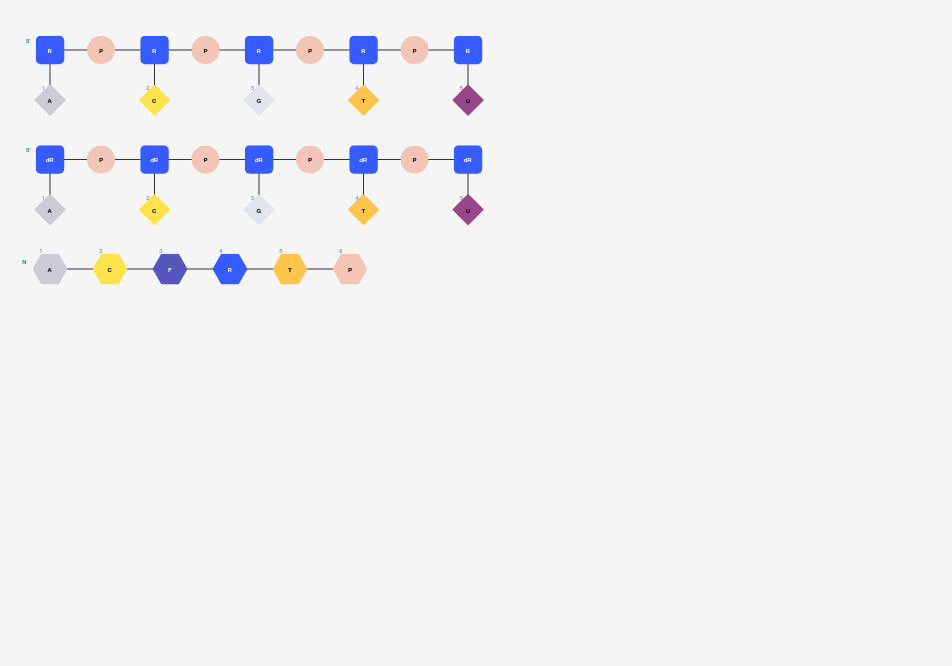 5' R P R P R P R P R
1 2 3 4 5
A C G T U
5' dR P dR P dR P dR P dR
1 2 3 4 5
A C G T U
1 2 3 4 5 6
N A C F R T P